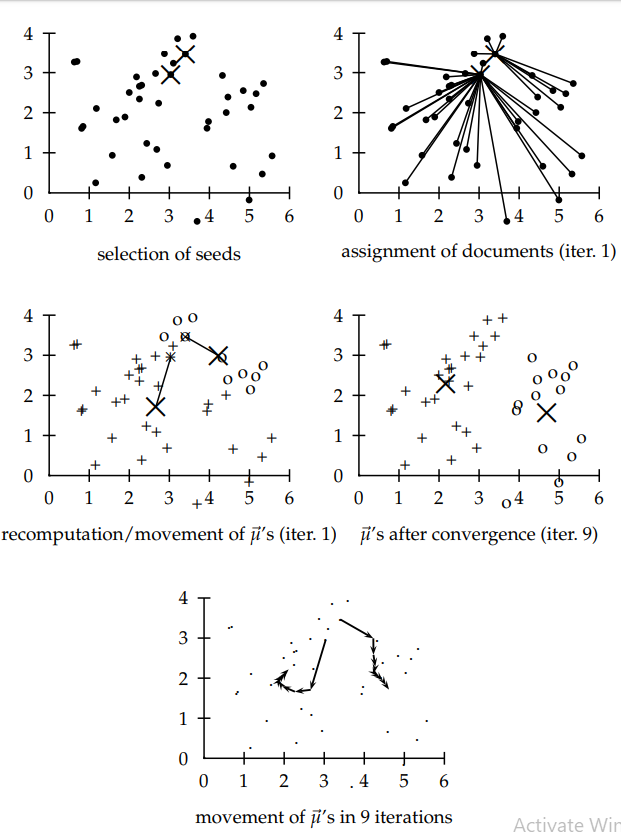 4 4
3 3
2 2
1 1
0 0
0 1 2 3 4 5 6 0 1 2 3 4 5 6
selection of seeds assignment of documents (iter. 1)
4 4
3 3
2 2
1 1
0 0
0 1 2 3 4 5 6 0 1 2 3 4 5 6
recomputation/movement of μ⃗'s (iter. 1) μ⃗'s after convergence (iter. 9)
4
3
2
1
0
0 1 2 3 4 5 6
movement of μ⃗'s in 9 iterations